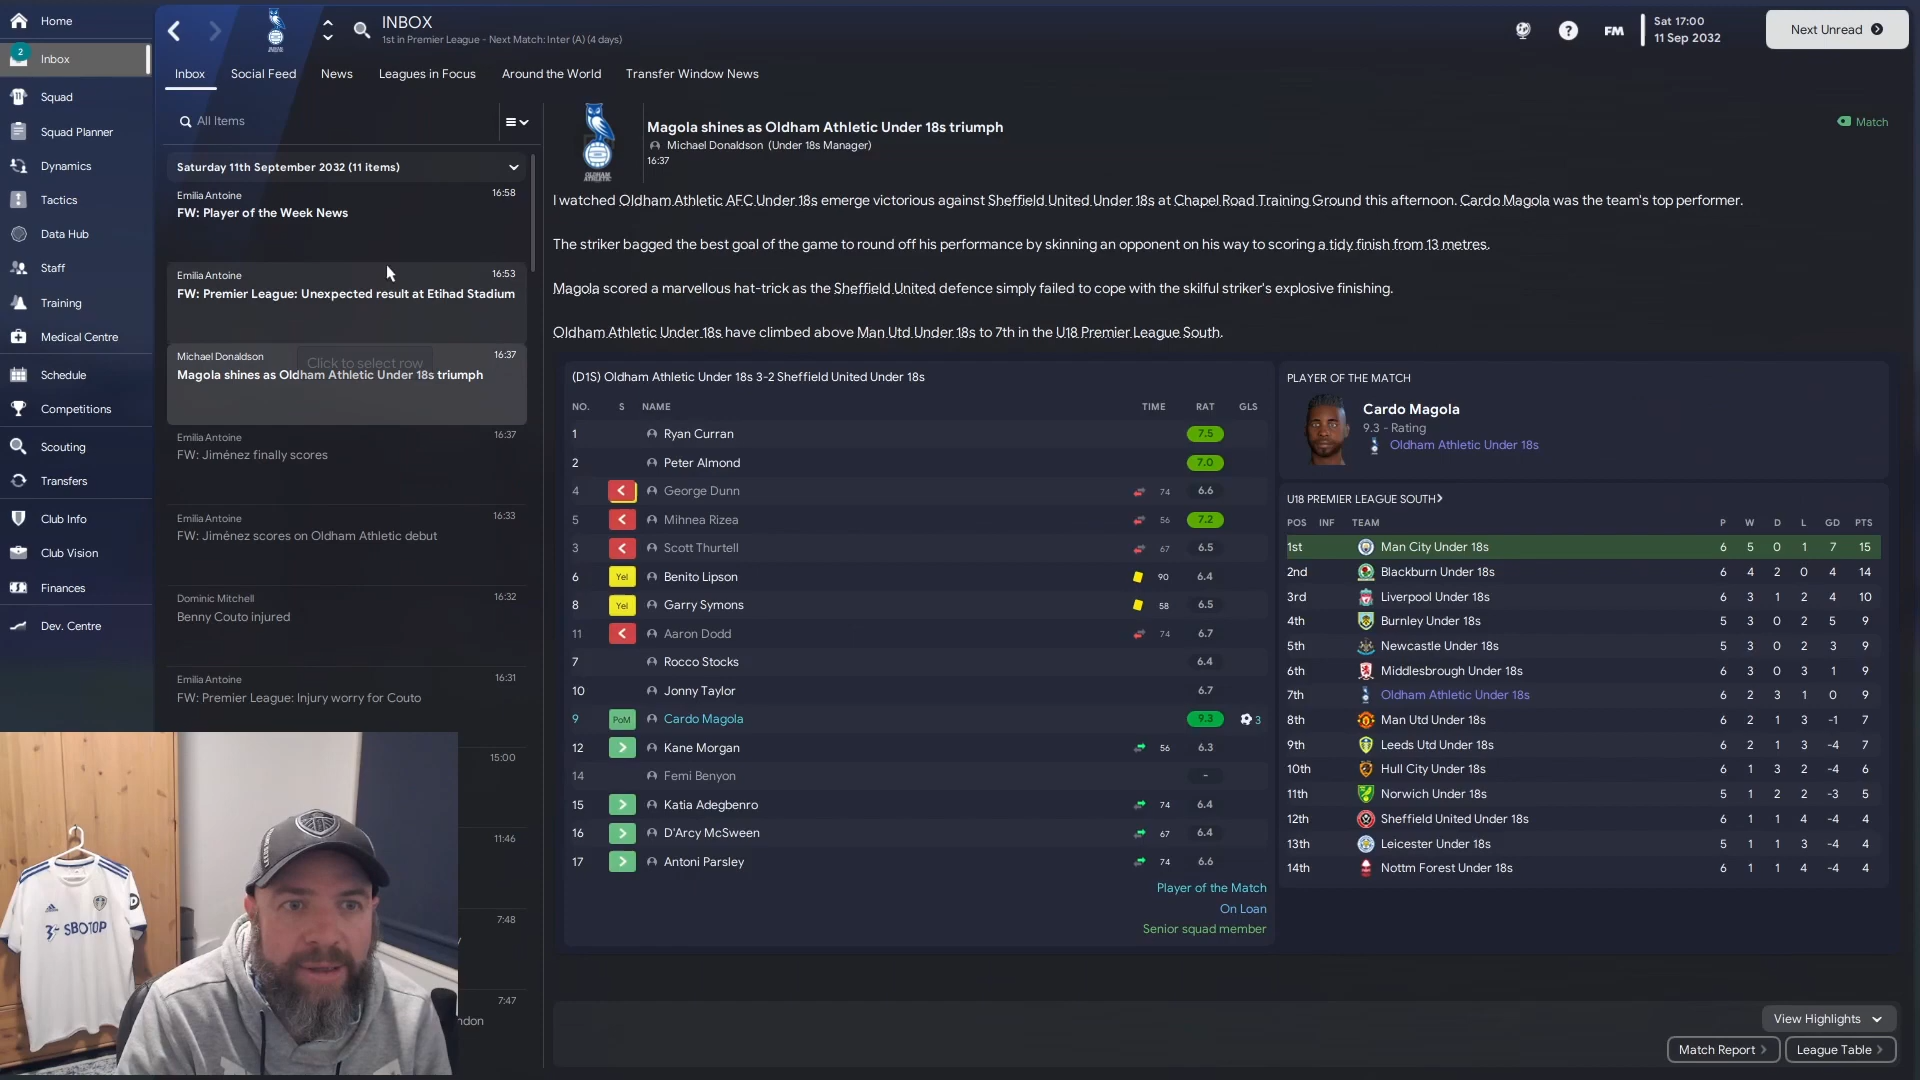 Home
2
Inbox
Squad
Squad Planner
Dynamics
Tactics
Data Hub
Staff
Training
Medical Centre
Schedule
Competitions
Scouting
Transfers
Club Info
Club Vision
Finances
Dev. Centre
INBOX
1st in Premier League - Next Match: Inter (A) (4 days)
FM
Sat 17:00
11 Sep 2032
Next Unread
Inbox Social Feed News Leagues in Focus Around the World Transfer Window News
All Items
Saturday 11th September 2032 (11 items)
Emilia Antoine 16:58
FW: Player of the Week News
Emilia Antoine 16:53
FW: Premier League: Unexpected result at Etihad Stadium
Michael Donaldson 16:37
Click to select row
Magola shines as Oldham Athletic Under 18s triumph
Emilia Antoine 16:37
FW: Jiménez finally scores
Emilia Antoine 16:33
FW: Jiménez scores on Oldham Athletic debut
Dominic Mitchell 16:32
Benny Couto injured
Emilia Antoine 16:31
FW: Premier League: Injury worry for Couto
15:00
11:46
7:48
7:47
Magola shines as Oldham Athletic Under 18s triumph
Michael Donaldson (Under 18s Manager)
16:37
Match
I watched Oldham Athletic AFC Under 18s emerge victorious against Sheffield United Under 18s at Chapel Road Training Ground this afternoon. Cardo Magola was the team's top performer.
The striker bagged the best goal of the game to round off his performance by skinning an opponent on his way to scoring a tidy finish from 13 metres.
Magola scored a marvellous hat-trick as the Sheffield United defence simply failed to cope with the skilful striker's explosive finishing.
Oldham Athletic Under 18s have climbed above Man Utd Under 18s to 7th in the U18 Premier League South.
(D1S) Oldham Athletic Under 18s 3-2 Sheffield United Under 18s
NO. S NAME TIME RAT GLS
1 Ryan Curran 7.5
2 Peter Almond 7.0
4 George Dunn 74 6.6
5 Mihnea Rizea 56 7.2
3 Scott Thurtell 67 6.5
6 Yel Benito Lipson 90 6.4
8 Yel Garry Symons 58 6.5
11 Aaron Dodd 74 6.7
7 Rocco Stocks 6.4
10 Jonny Taylor 6.7
9 PoM Cardo Magola 9.3 3
12 Kane Morgan 56 6.3
14 Femi Benyon -
15 Katia Adegbenro 74 6.4
16 D'Arcy McSween 67 6.4
17 Antoni Parsley 74 6.6
Player of the Match
On Loan
Senior squad member
PLAYER OF THE MATCH
Cardo Magola
9.3 - Rating
Oldham Athletic Under 18s
U18 PREMIER LEAGUE SOUTH
POS INF TEAM P W D L GD PTS
1st Man City Under 18s 6 5 0 1 7 15
2nd Blackburn Under 18s 6 4 2 0 4 14
3rd Liverpool Under 18s 6 3 1 2 4 10
4th Burnley Under 18s 5 3 0 2 5 9
5th Newcastle Under 18s 5 3 0 2 3 9
6th Middlesbrough Under 18s 6 3 0 3 1 9
7th Oldham Athletic Under 18s 6 2 3 1 0 9
8th Man Utd Under 18s 6 2 1 3 -1 7
9th Leeds Utd Under 18s 6 2 1 3 -4 7
10th Hull City Under 18s 6 1 3 2 -4 6
11th Norwich Under 18s 5 1 2 2 -3 5
12th Sheffield United Under 18s 6 1 1 4 -4 4
13th Leicester Under 18s 5 1 1 3 -4 4
14th Nottm Forest Under 18s 6 1 1 4 -4 4
View Highlights
Match Report League Table
SBOTOP